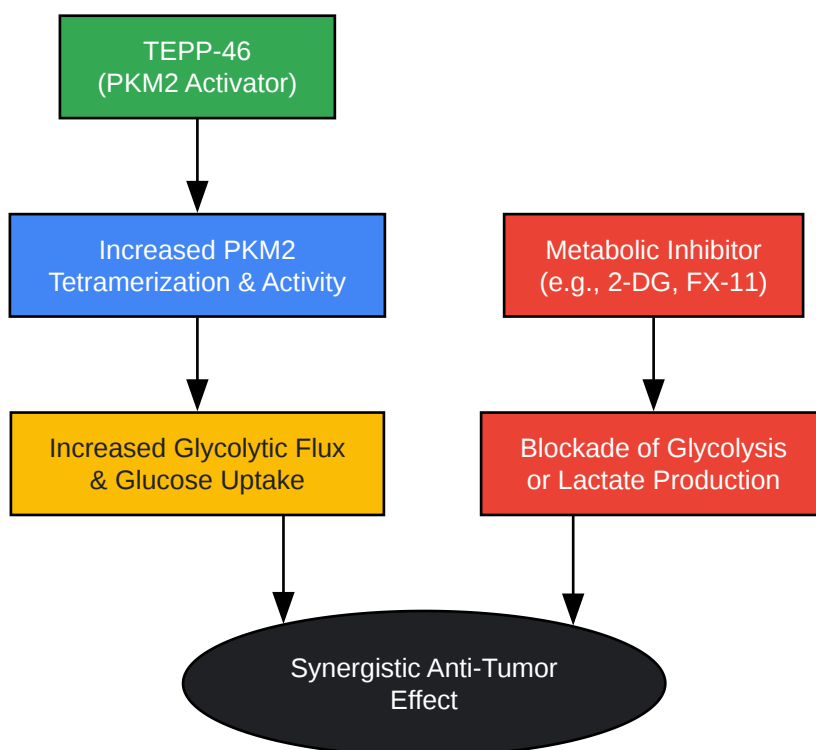 TEPP-46
(PKM2 Activator)
Increased PKM2
Tetramerization & Activity
Metabolic Inhibitor
(e.g., 2-DG, FX-11)
Increased Glycolytic Flux
& Glucose Uptake
Blockade of Glycolysis
or Lactate Production
Synergistic Anti-Tumor
Effect